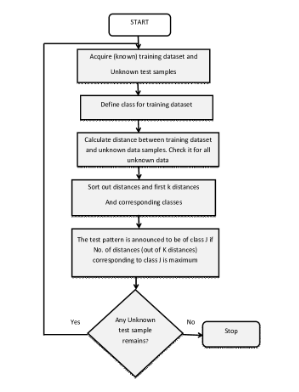 START
Acquire (known) training dataset and
Unknown test samples
Define class for training dataset
Calculate distance between training dataset
and unknown data samples. Check it for all
unknown data
Sort out distances and first k distances
And corresponding classes
The test pattern is announced to be of class J if
No. of distances (out of K distances)
corresponding to class J is maximum
Any Unknown
test sample
remains?
Yes
No
Stop